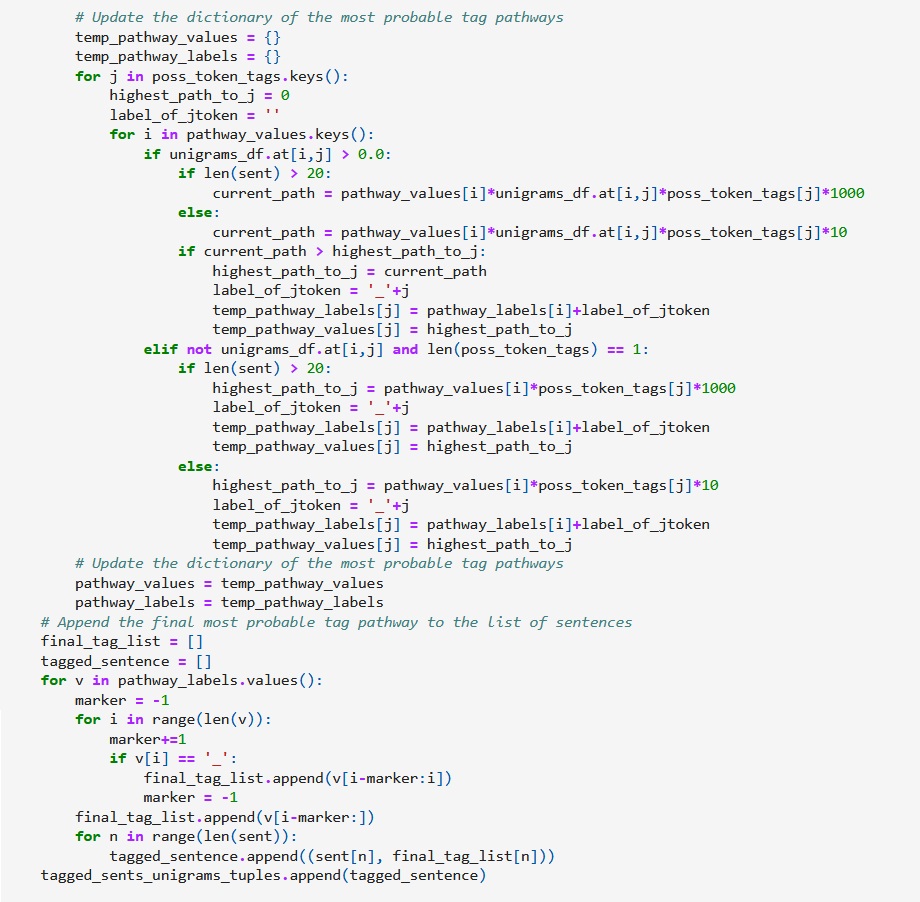 # Update the dictionary of the most probable tag pathways
temp_pathway_values = {}
temp_pathway_labels = {}
for j in poss_token_tags.keys():
highest_path_to_j = 0
label_of_jtoken = ''
for i in pathway_values.keys():
if unigrams_df.at[i,j] > 0.0:
if len(sent) > 20:
current_path = pathway_values[i]*unigrams_df.at[i,j]*poss_token_tags[j]*1000
else:
current_path = pathway_values[i]*unigrams_df.at[i,j]*poss_token_tags[j]*10
if current_path > highest_path_to_j:
highest_path_to_j = current_path
label_of_jtoken = '_'+j
temp_pathway_labels[j] = pathway_labels[i]+label_of_jtoken
temp_pathway_values[j] = highest_path_to_j
elif not unigrams_df.at[i,j] and len(poss_token_tags) == 1:
if len(sent) > 20:
highest_path_to_j = pathway_values[i]*poss_token_tags[j]*1000
label_of_jtoken = '_'+j
temp_pathway_labels[j] = pathway_labels[i]+label_of_jtoken
temp_pathway_values[j] = highest_path_to_j
else:
highest_path_to_j = pathway_values[i]*poss_token_tags[j]*10
label_of_jtoken = '_'+j
temp_pathway_labels[j] = pathway_labels[i]+label_of_jtoken
temp_pathway_values[j] = highest_path_to_j
# Update the dictionary of the most probable tag pathways
pathway_values = temp_pathway_values
pathway_labels = temp_pathway_labels
# Append the final most probable tag pathway to the list of sentences
final_tag_list = []
tagged_sentence = []
for v in pathway_labels.values():
marker = -1
for i in range(len(v)):
marker+=1
if v[i] == '_':
final_tag_list.append(v[i-marker:i])
marker = -1
final_tag_list.append(v[i-marker:])
for n in range(len(sent)):
tagged_sentence.append((sent[n], final_tag_list[n]))
tagged_sents_unigrams_tuples.append(tagged_sentence)